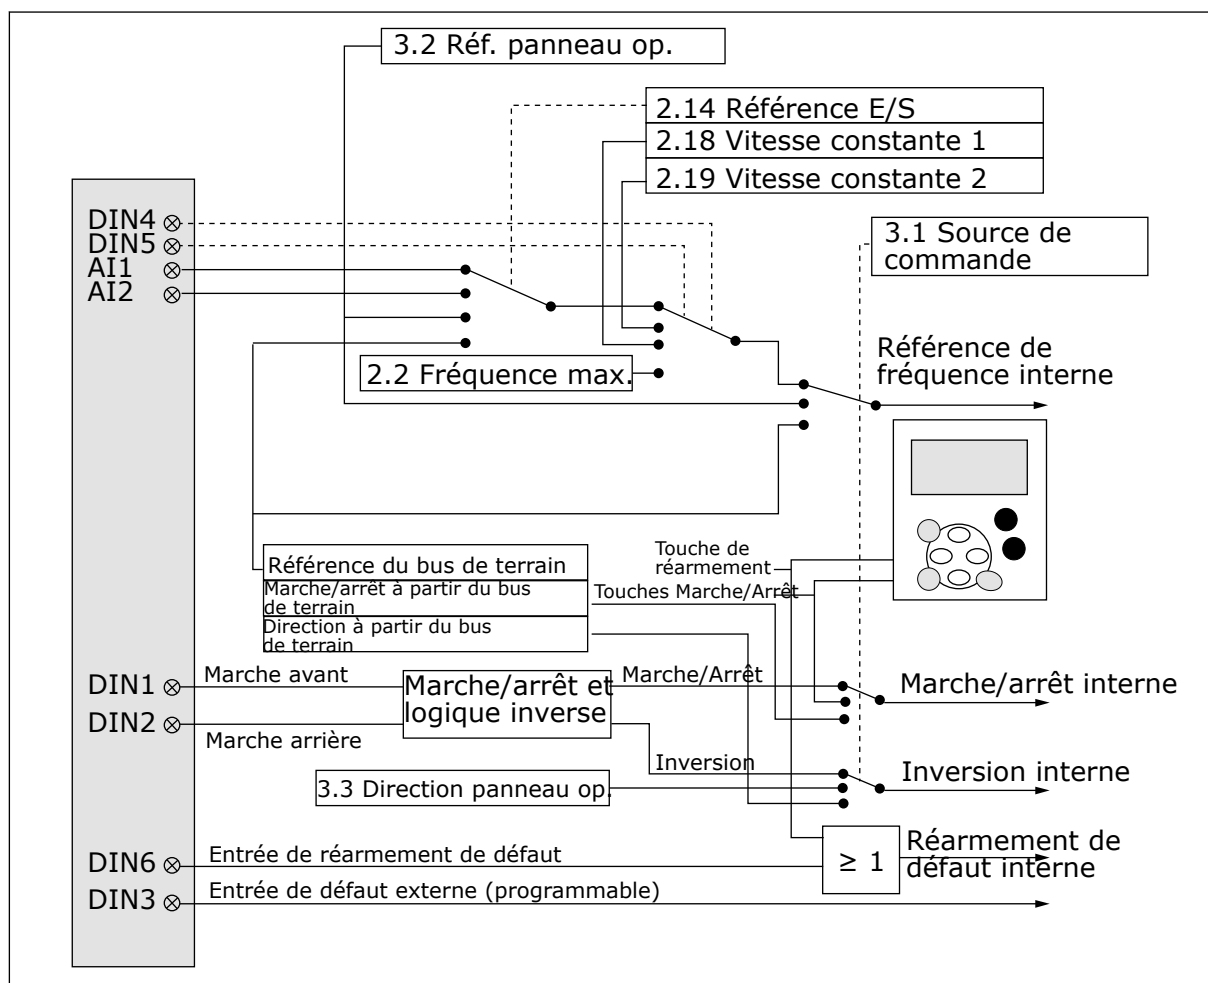 3.2 Réf. panneau op.
2.14 Référence E/S
2.18 Vitesse constante 1
2.19 Vitesse constante 2
DIN4
DIN5
AI1
AI2
3.1 Source de
commande
2.2 Fréquence max.
Référence de
fréquence interne
Référence du bus de terrain
Marche/arrêt à partir du bus
de terrain
Direction à partir du bus
de terrain
Touche de
réarmement
Touches Marche/Arrêt
DIN1
DIN2
Marche avant
Marche arrière
Marche/arrêt et
logique inverse
Marche/Arrêt
Marche/arrêt interne
Inversion
Inversion interne
3.3 Direction panneau op.
DIN6
DIN3
Entrée de réarmement de défaut
≥ 1
Réarmement de
défaut interne
Entrée de défaut externe (programmable)